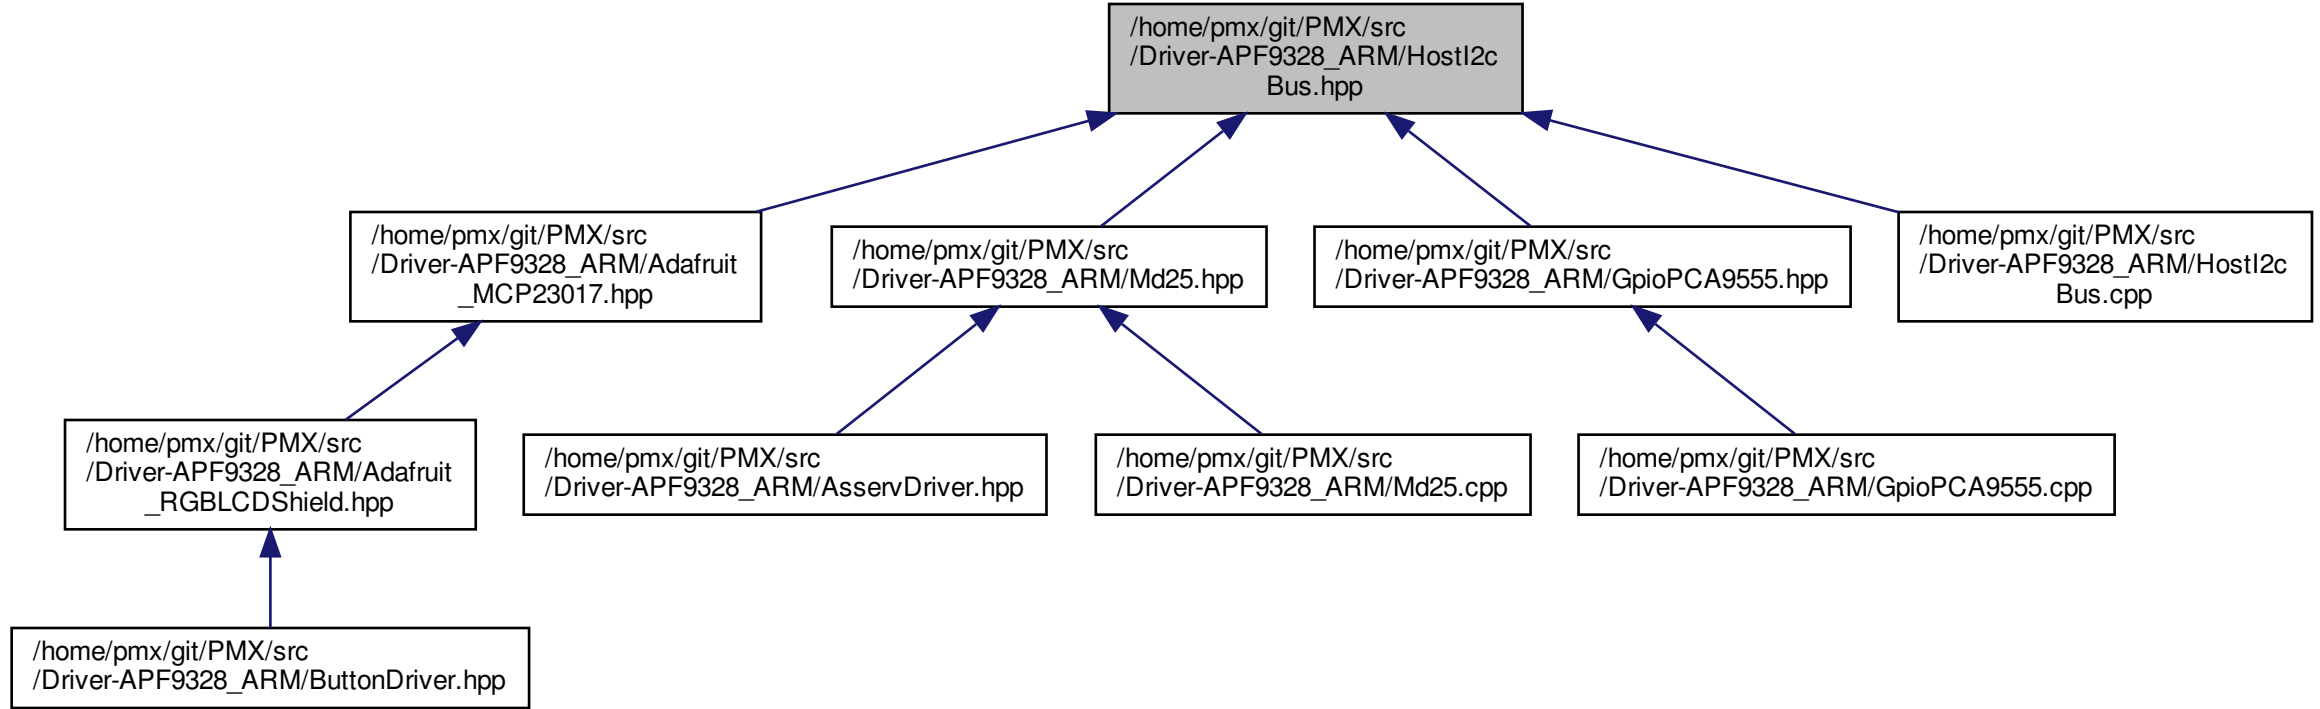 /home/pmx/git/PMX/src
/Driver-APF9328_ARM/HostI2c
Bus.hpp
/home/pmx/git/PMX/src
/Driver-APF9328_ARM/Adafruit
_MCP23017.hpp
/home/pmx/git/PMX/src
/Driver-APF9328_ARM/Md25.hpp
/home/pmx/git/PMX/src
/Driver-APF9328_ARM/GpioPCA9555.hpp
/home/pmx/git/PMX/src
/Driver-APF9328_ARM/HostI2c
Bus.cpp
/home/pmx/git/PMX/src
/Driver-APF9328_ARM/Adafruit
_RGBLCDShield.hpp
/home/pmx/git/PMX/src
/Driver-APF9328_ARM/AsservDriver.hpp
/home/pmx/git/PMX/src
/Driver-APF9328_ARM/Md25.cpp
/home/pmx/git/PMX/src
/Driver-APF9328_ARM/GpioPCA9555.cpp
/home/pmx/git/PMX/src
/Driver-APF9328_ARM/ButtonDriver.hpp